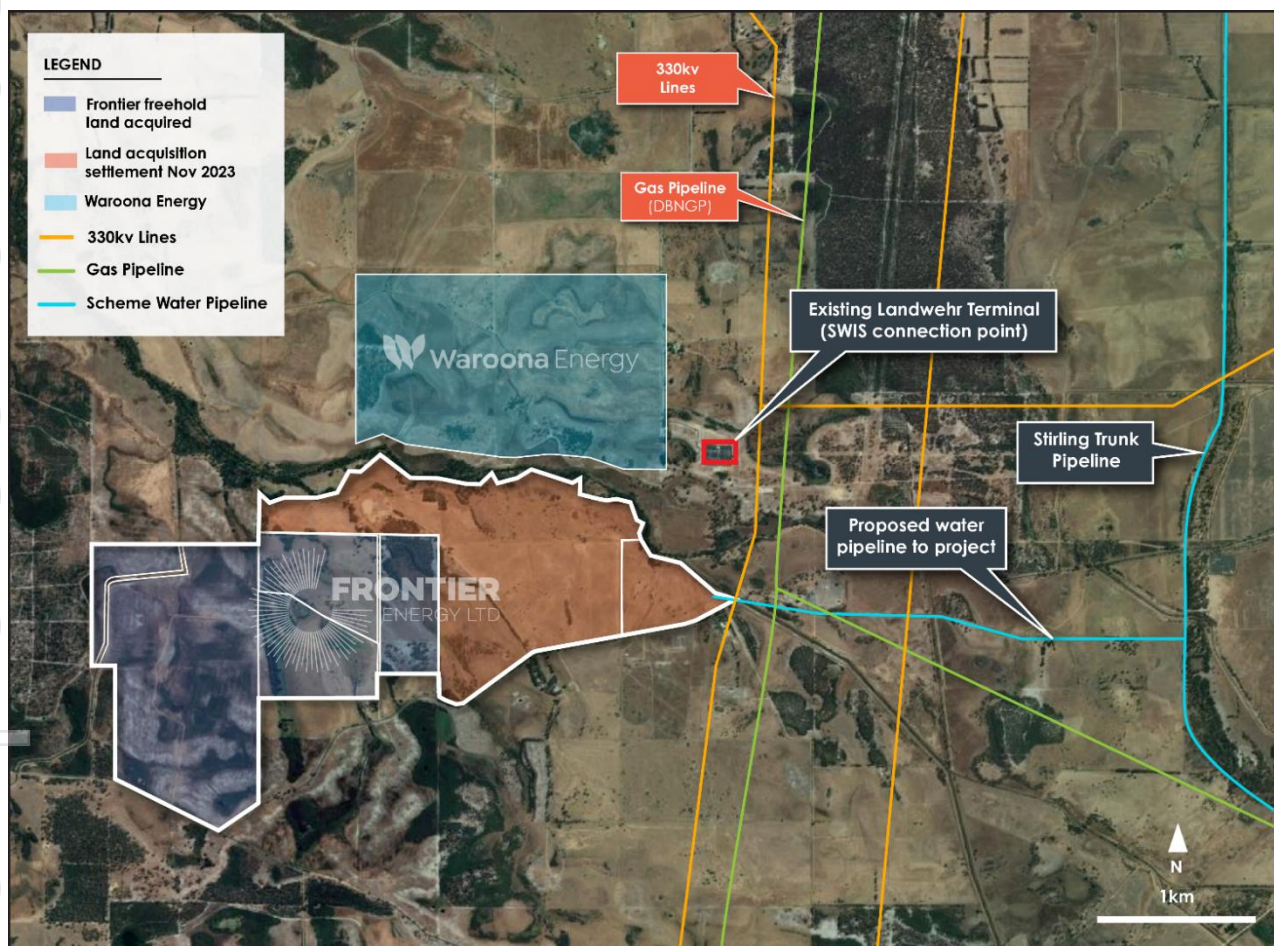 LEGEND
Frontier freehold
land acquired
Land acquisition
settlement Nov 2023
Waroona Energy
330kv Lines
Gas Pipeline
Scheme Water Pipeline
330kv
Lines
Gas Pipeline
(DBNGP)
Existing Landwehr Terminal
(SWIS connection point)
Waroona Energy
Stirling Trunk
Pipeline
Proposed water
pipeline to project
FRONTIER
ENERGY LTD
N
1km